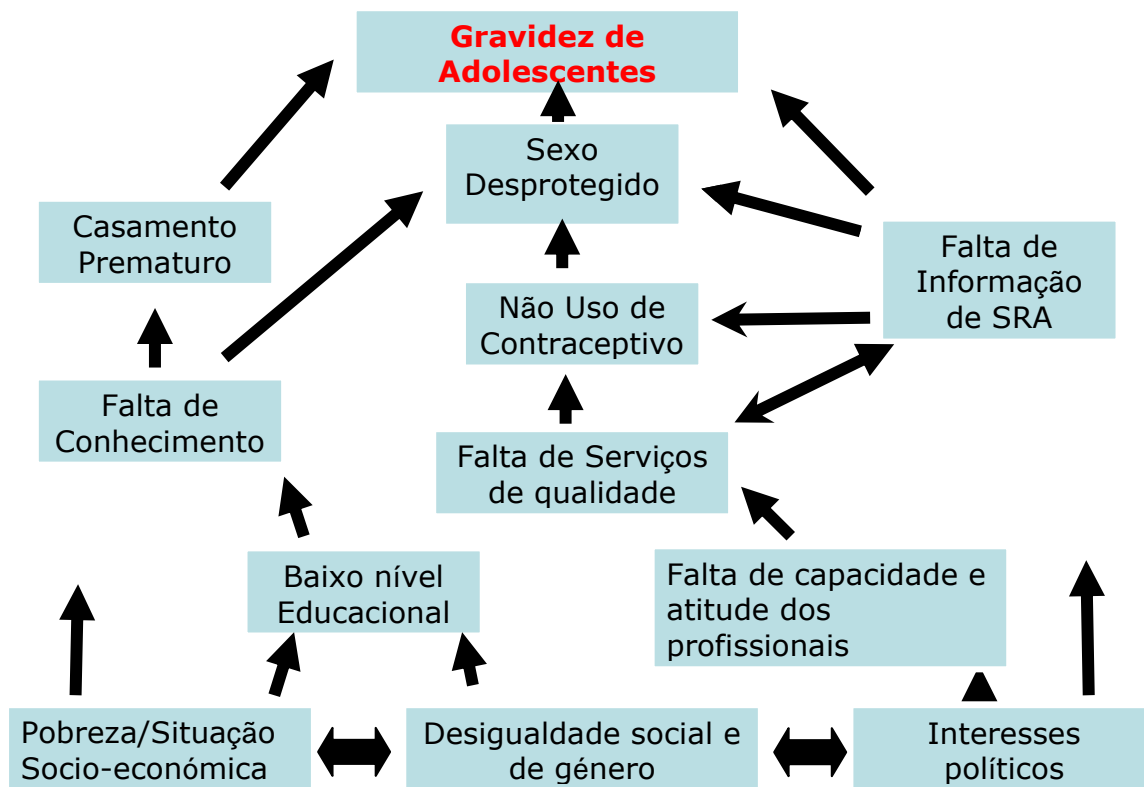 Gravidez de
Adolescentes
Sexo
Desprotegido
Casamento
Prematuro
Falta de
Informação
de SRA
Não Uso de
Contraceptivo
Falta de
Conhecimento
Falta de Serviços
de qualidade
Baixo nível
Educacional
Falta de capacidade e
atitude dos
profissionais
Pobreza/Situação
Socio-económica
Desigualdade social e
de género
Interesses
políticos